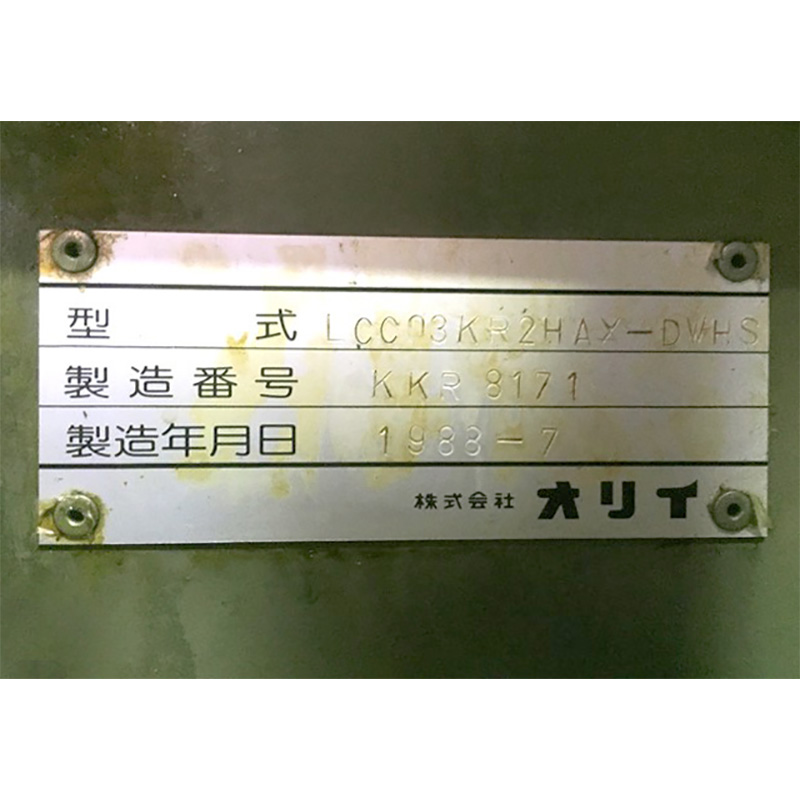 型式 LCC03KR2HAX-DWHS
製造番号 KKR 8171
製造年月日 1988-7
株式会社 オリイ